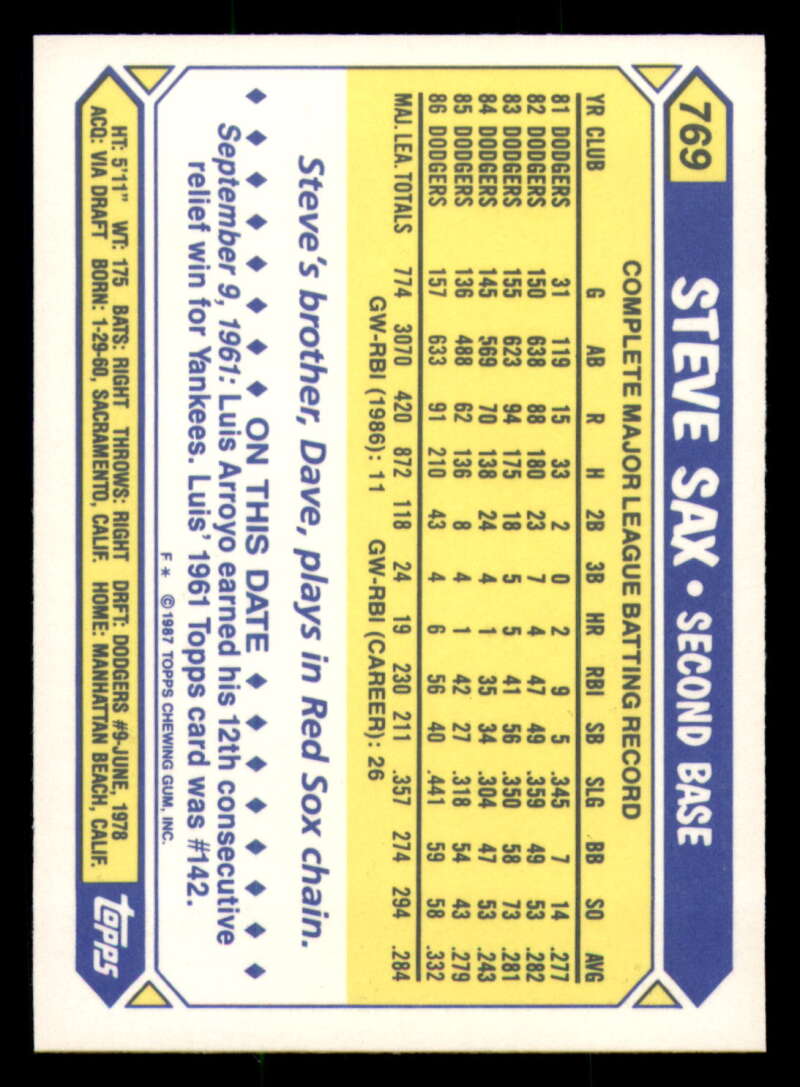 769 STEVE SAX • SECOND BASE
COMPLETE MAJOR LEAGUE BATTING RECORD
YR CLUB G AB R H 2B 3B HR RBI SB SLG BB SO AVG
81 DODGERS 31 119 15 33 2 0 2 9 5 .345 7 14 .277
82 DODGERS 150 638 88 180 23 7 4 47 49 .359 49 53 .282
83 DODGERS 155 623 94 175 18 5 5 41 56 .350 58 73 .281
84 DODGERS 145 569 70 138 24 4 1 35 34 .304 47 53 .243
85 DODGERS 136 488 62 136 8 4 1 42 27 .318 54 43 .279
86 DODGERS 157 633 91 210 43 4 6 56 40 .441 59 58 .332
MAJ. LEA. TOTALS 774 3070 420 872 118 24 19 230 211 .357 274 294 .284
GW-RBI (1986): 11 GW-RBI (CAREER): 26
Steve's brother, Dave, plays in Red Sox chain.
ON THIS DATE
September 9, 1961: Luis Arroyo earned his 12th consecutive
relief win for Yankees. Luis' 1961 Topps card was #142.
F* ©1987 TOPPS CHEWING GUM, INC.
HT: 5'11" WT: 175 BATS: RIGHT THROWS: RIGHT DRFT: DODGERS #9-JUNE, 1978
ACQ: VIA DRAFT BORN: 1-29-60, SACRAMENTO, CALIF. HOME: MANHATTAN BEACH, CALIF.
topps